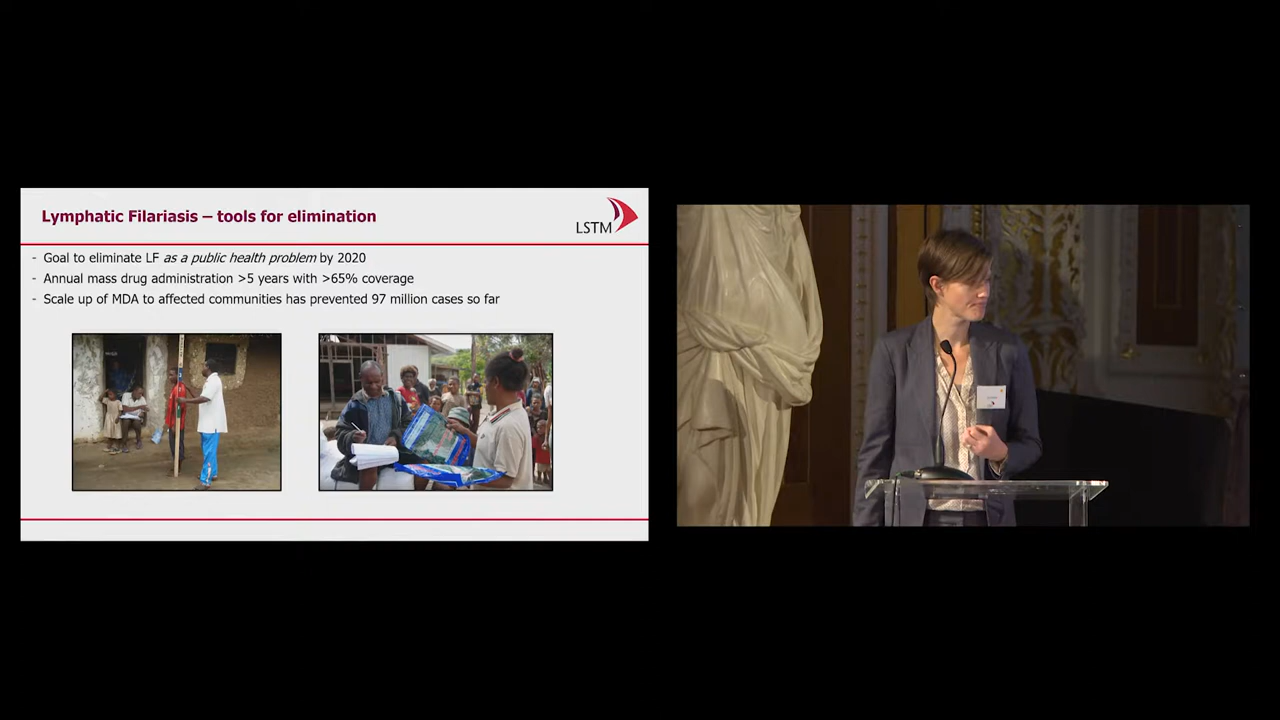 Lymphatic Filariasis – tools for elimination
LSTM
- Goal to eliminate LF as a public health problem by 2020
- Annual mass drug administration >5 years with >65% coverage
- Scale up of MDA to affected communities has prevented 97 million cases so far